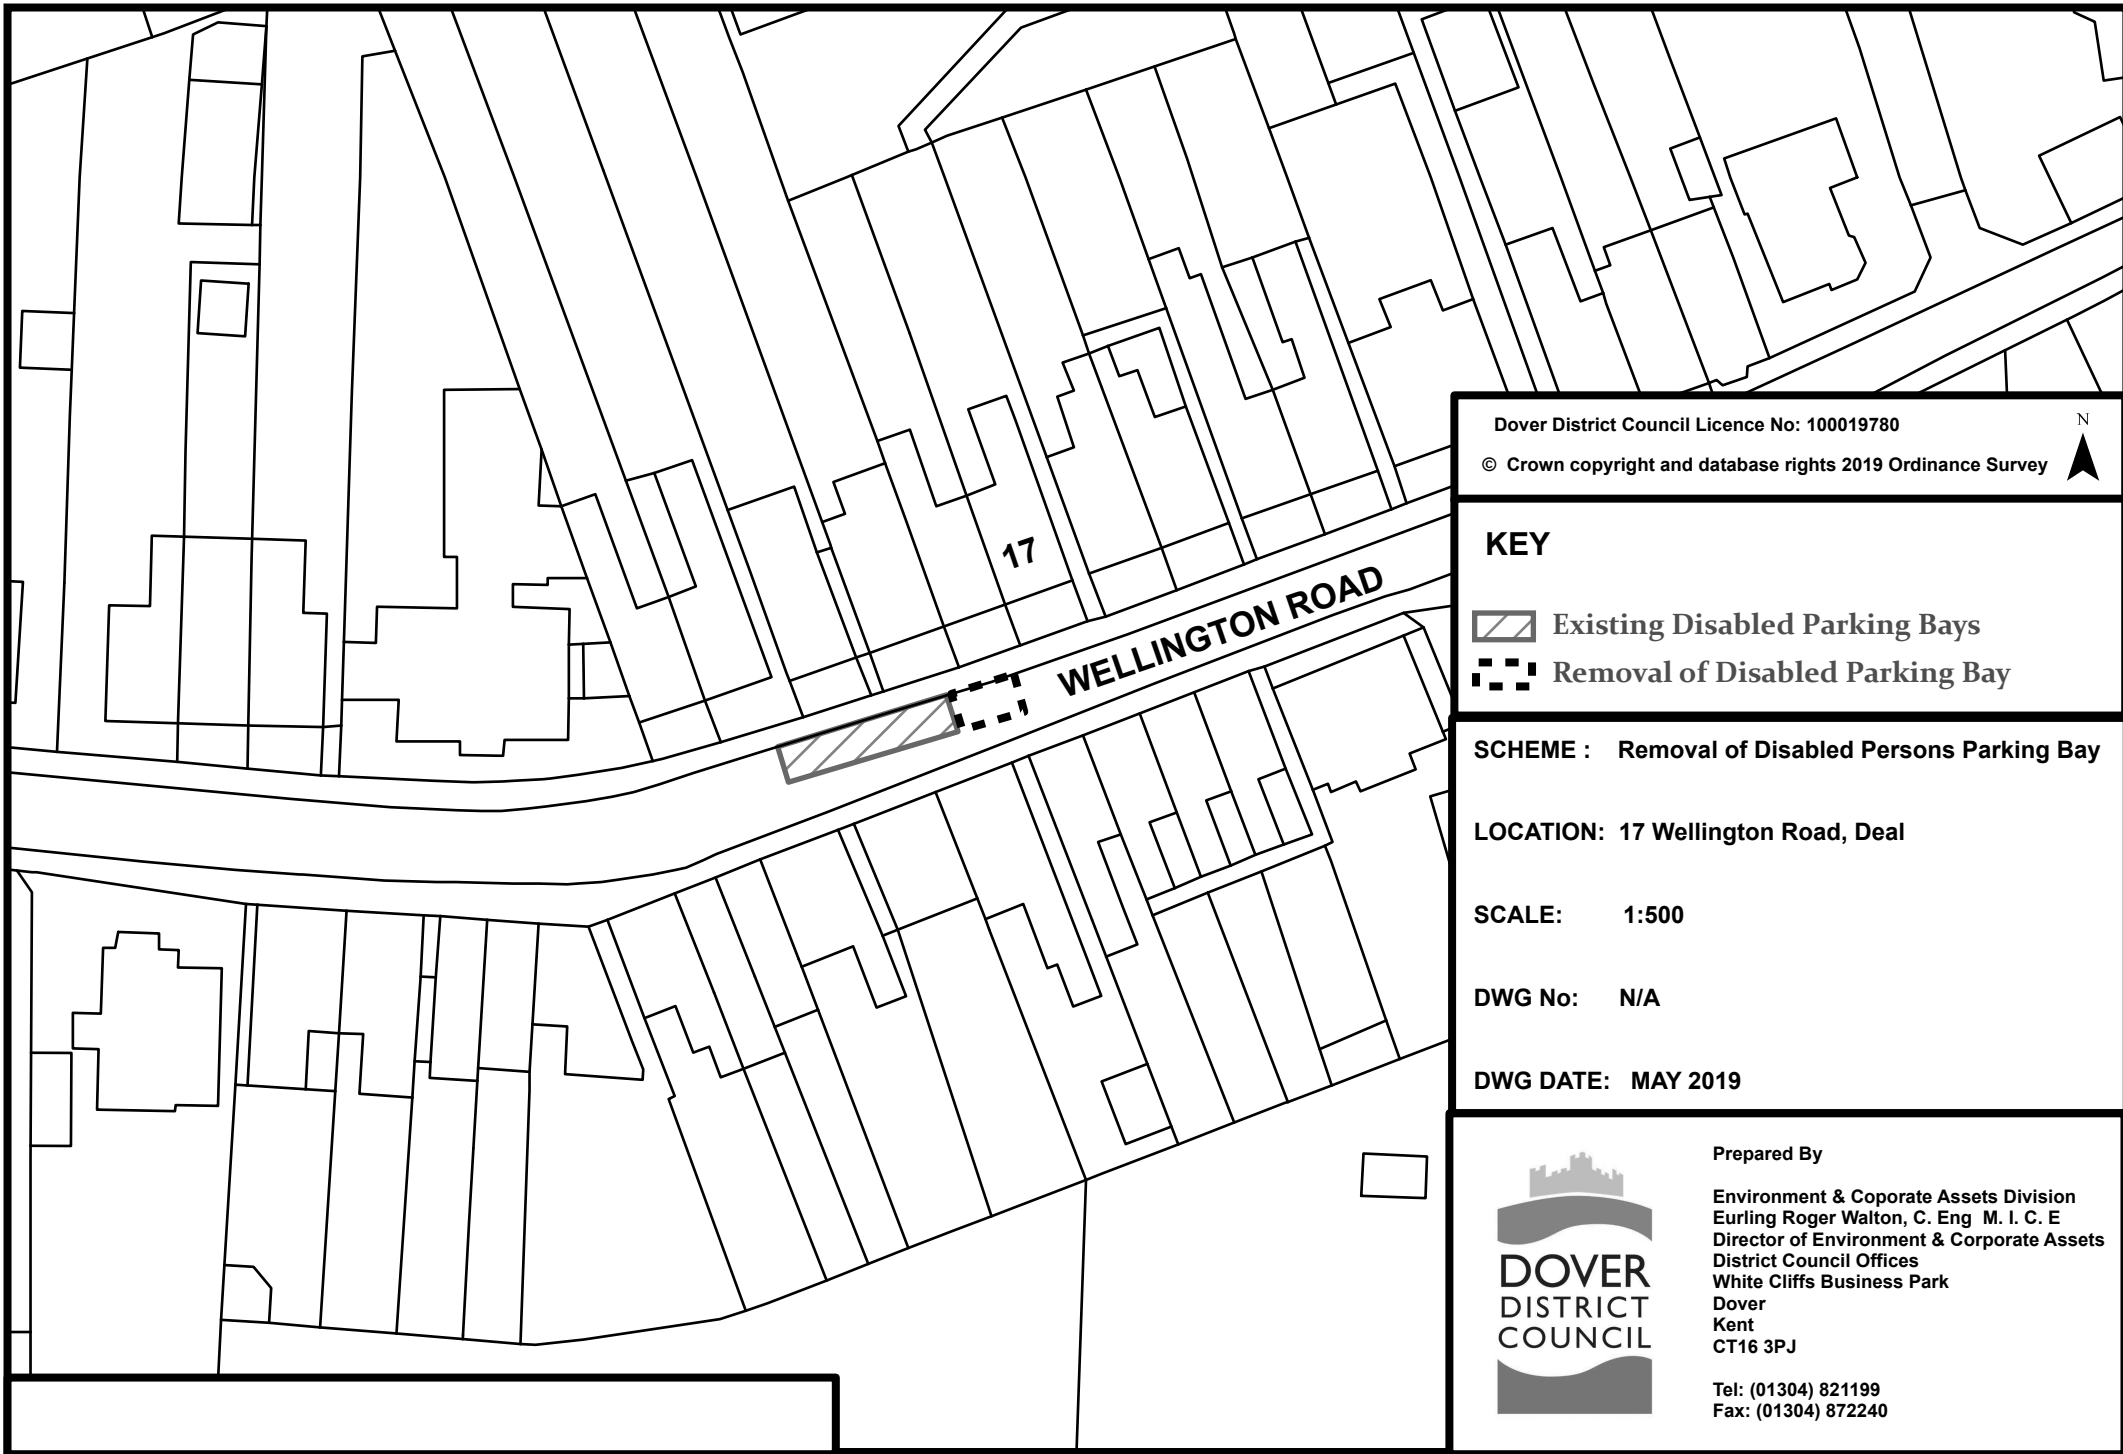 17
WELLINGTON ROAD
Dover District Council Licence No: 100019780
© Crown copyright and database rights 2019 Ordinance Survey
N
KEY
Existing Disabled Parking Bays
Removal of Disabled Parking Bay
SCHEME : Removal of Disabled Persons Parking Bay
LOCATION: 17 Wellington Road, Deal
SCALE: 1:500
DWG No: N/A
DWG DATE: MAY 2019
DOVER
DISTRICT
COUNCIL
Prepared By
Environment & Coporate Assets Division
Eurling Roger Walton, C. Eng M. I. C. E
Director of Environment & Corporate Assets
District Council Offices
White Cliffs Business Park
Dover
Kent
CT16 3PJ
Tel: (01304) 821199
Fax: (01304) 872240